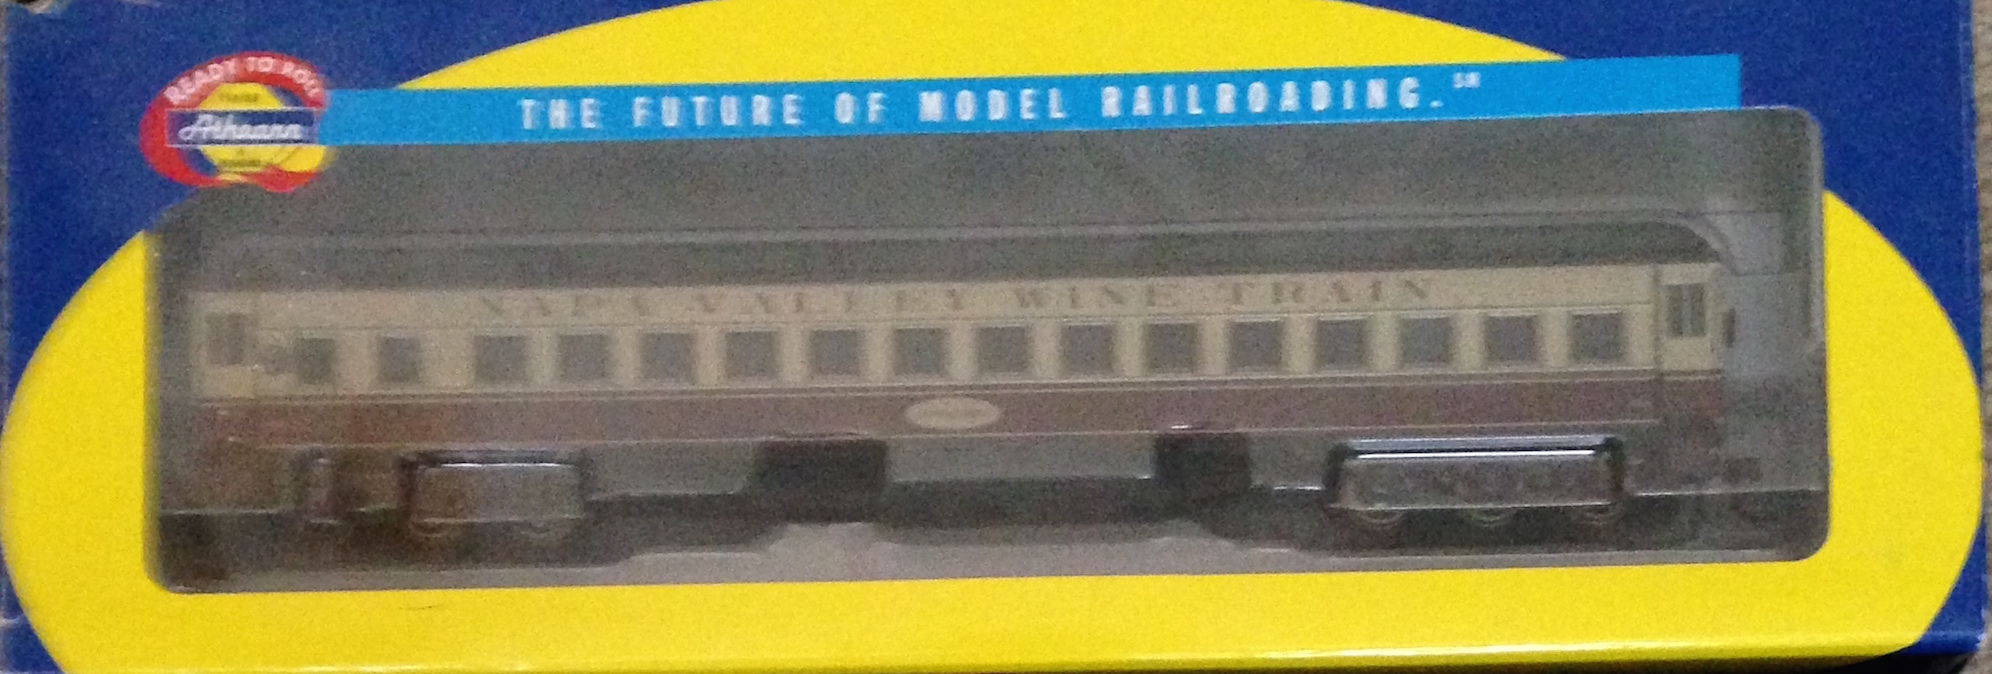 READY TO ROLL
Athearn
THE FUTURE OF MODEL RAILROADING.℠
NAPA VALLEY WINE TRAIN